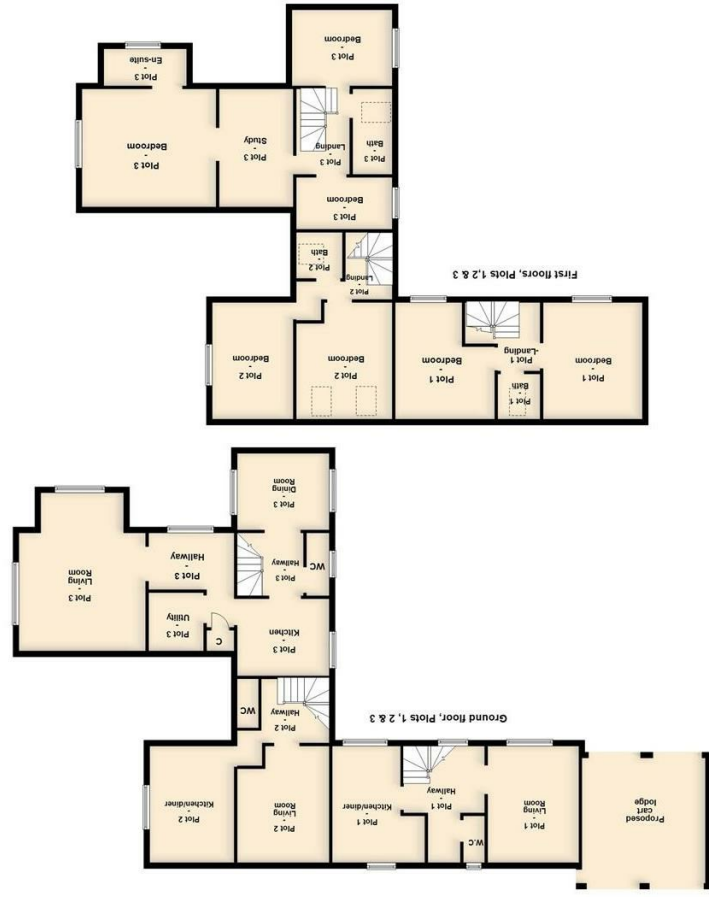 Proposed
cart
lodge
Plot 1
-
Living
Room
W.C
Plot 1
-
Hallway
Plot 1
-
Kitchen/diner
Plot 2
-
Living
Room
Plot 2
-
Kitchen/diner
Ground floor, Plots 1, 2 & 3
Plot 2
-
Hallway
WC
Plot 3
-
Kitchen
C
Plot 3
-
Utility
Plot 3
-
Living
Room
WC
Plot 3
-
Hallway
Plot 3
-
Hallway
Plot 3
-
Dining
Room
Plot 1
-
Bedroom
Plot 1
-
Bath
Plot 1
-Landing
Plot 1
-
Bedroom
Plot 2
-
Bedroom
Plot 2
-
Bedroom
First floors, Plots 1,2 & 3
Plot 2
-
Landing
Plot 2
-
Bath
Plot 3
-
Bedroom
Plot 3
-
Bath
Plot 3
-
Landing
Plot 3
-
Study
Plot 3
-
Bedroom
Plot 3
-
Bedroom
Plot 3
-
En-suite